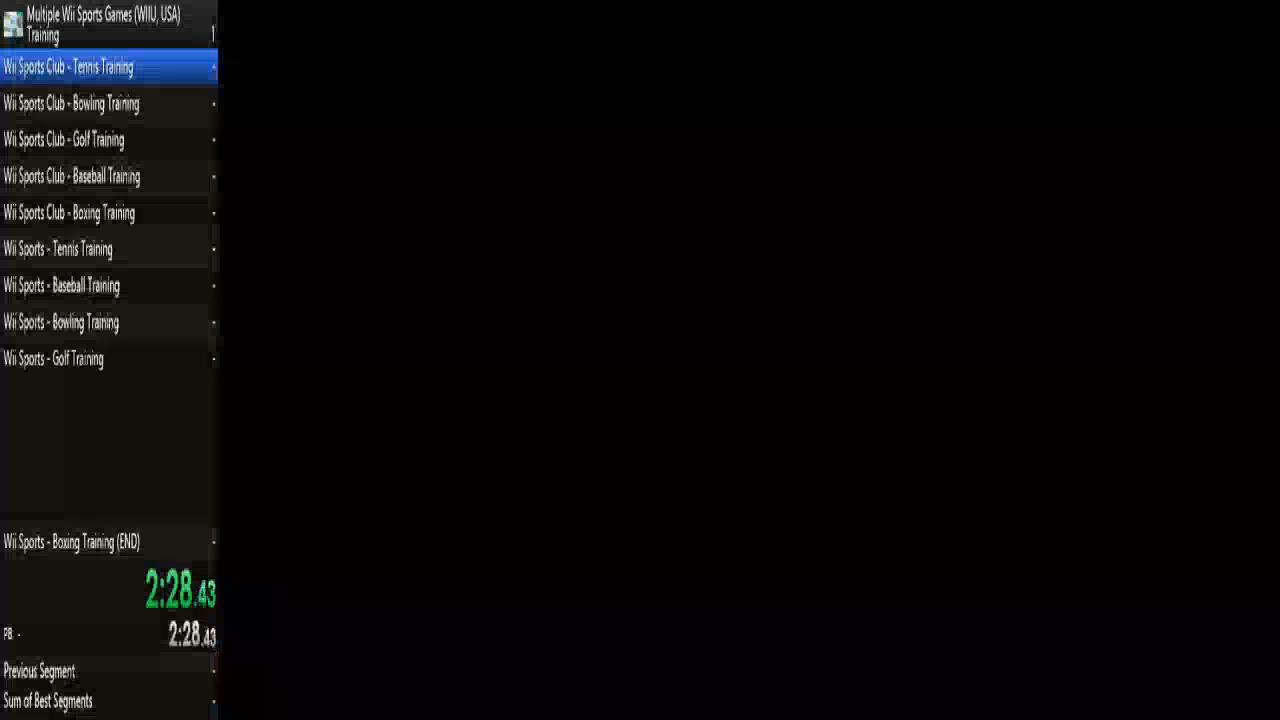 Multiple Wii Sports Games (WIIU, USA)
Training
1
Wii Sports Club - Tennis Training -
Wii Sports Club - Bowling Training -
Wii Sports Club - Golf Training -
Wii Sports Club - Baseball Training -
Wii Sports Club - Boxing Training -
Wii Sports - Tennis Training -
Wii Sports - Baseball Training -
Wii Sports - Bowling Training -
Wii Sports - Golf Training -
Wii Sports - Boxing Training (END) -
2:28.43
PB - 2:28.43
Previous Segment -
Sum of Best Segments -